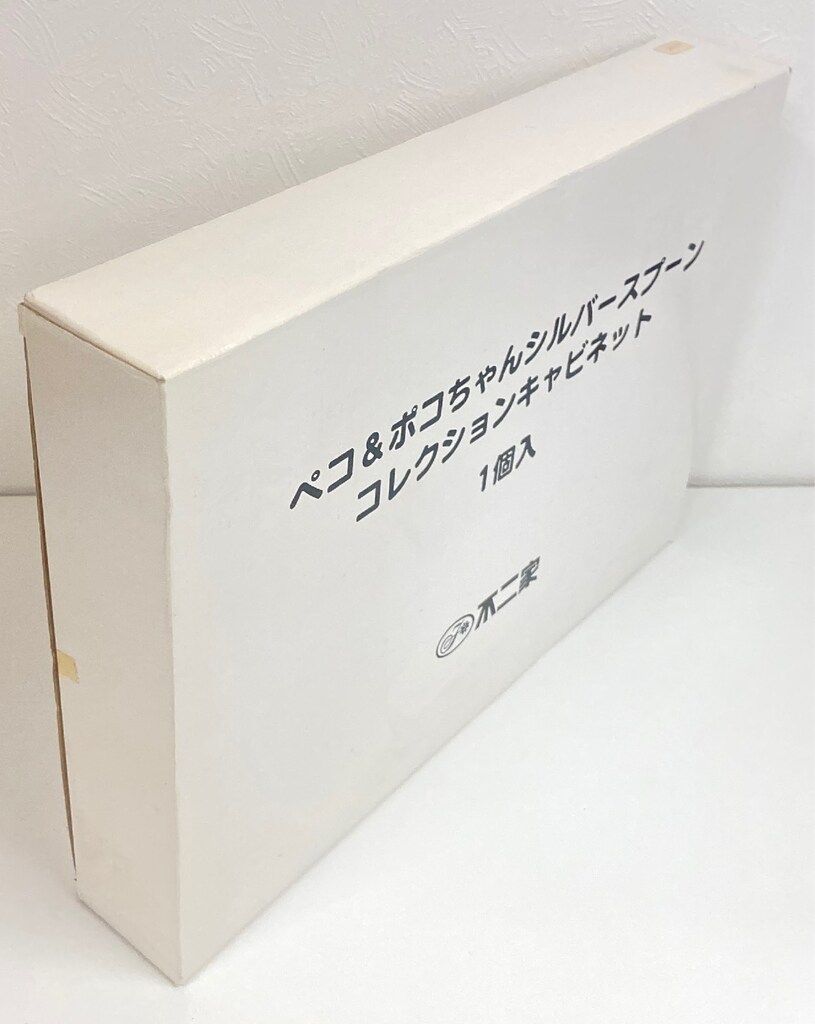 ペコ&ポコちゃんシルバースプーン
コレクションキャビネット
1個入
不二家